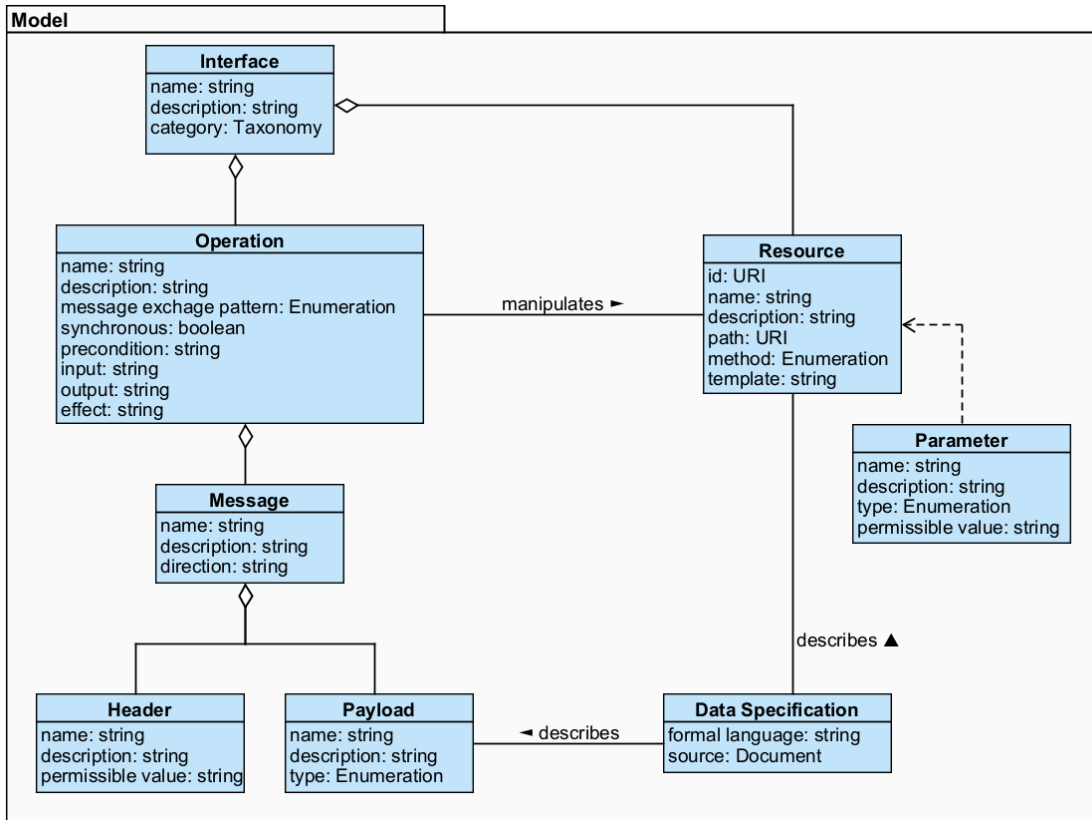 Model
Interface
name: string
description: string
category: Taxonomy
Operation
name: string
description: string
message exchage pattern: Enumeration
synchronous: boolean
precondition: string
input: string
output: string
effect: string
manipulates ►
Resource
id: URI
name: string
description: string
path: URI
method: Enumeration
template: string
Parameter
name: string
description: string
type: Enumeration
permissible value: string
Message
name: string
description: string
direction: string
describes ▲
Header
name: string
description: string
permissible value: string
Payload
name: string
description: string
type: Enumeration
◄ describes
Data Specification
formal language: string
source: Document